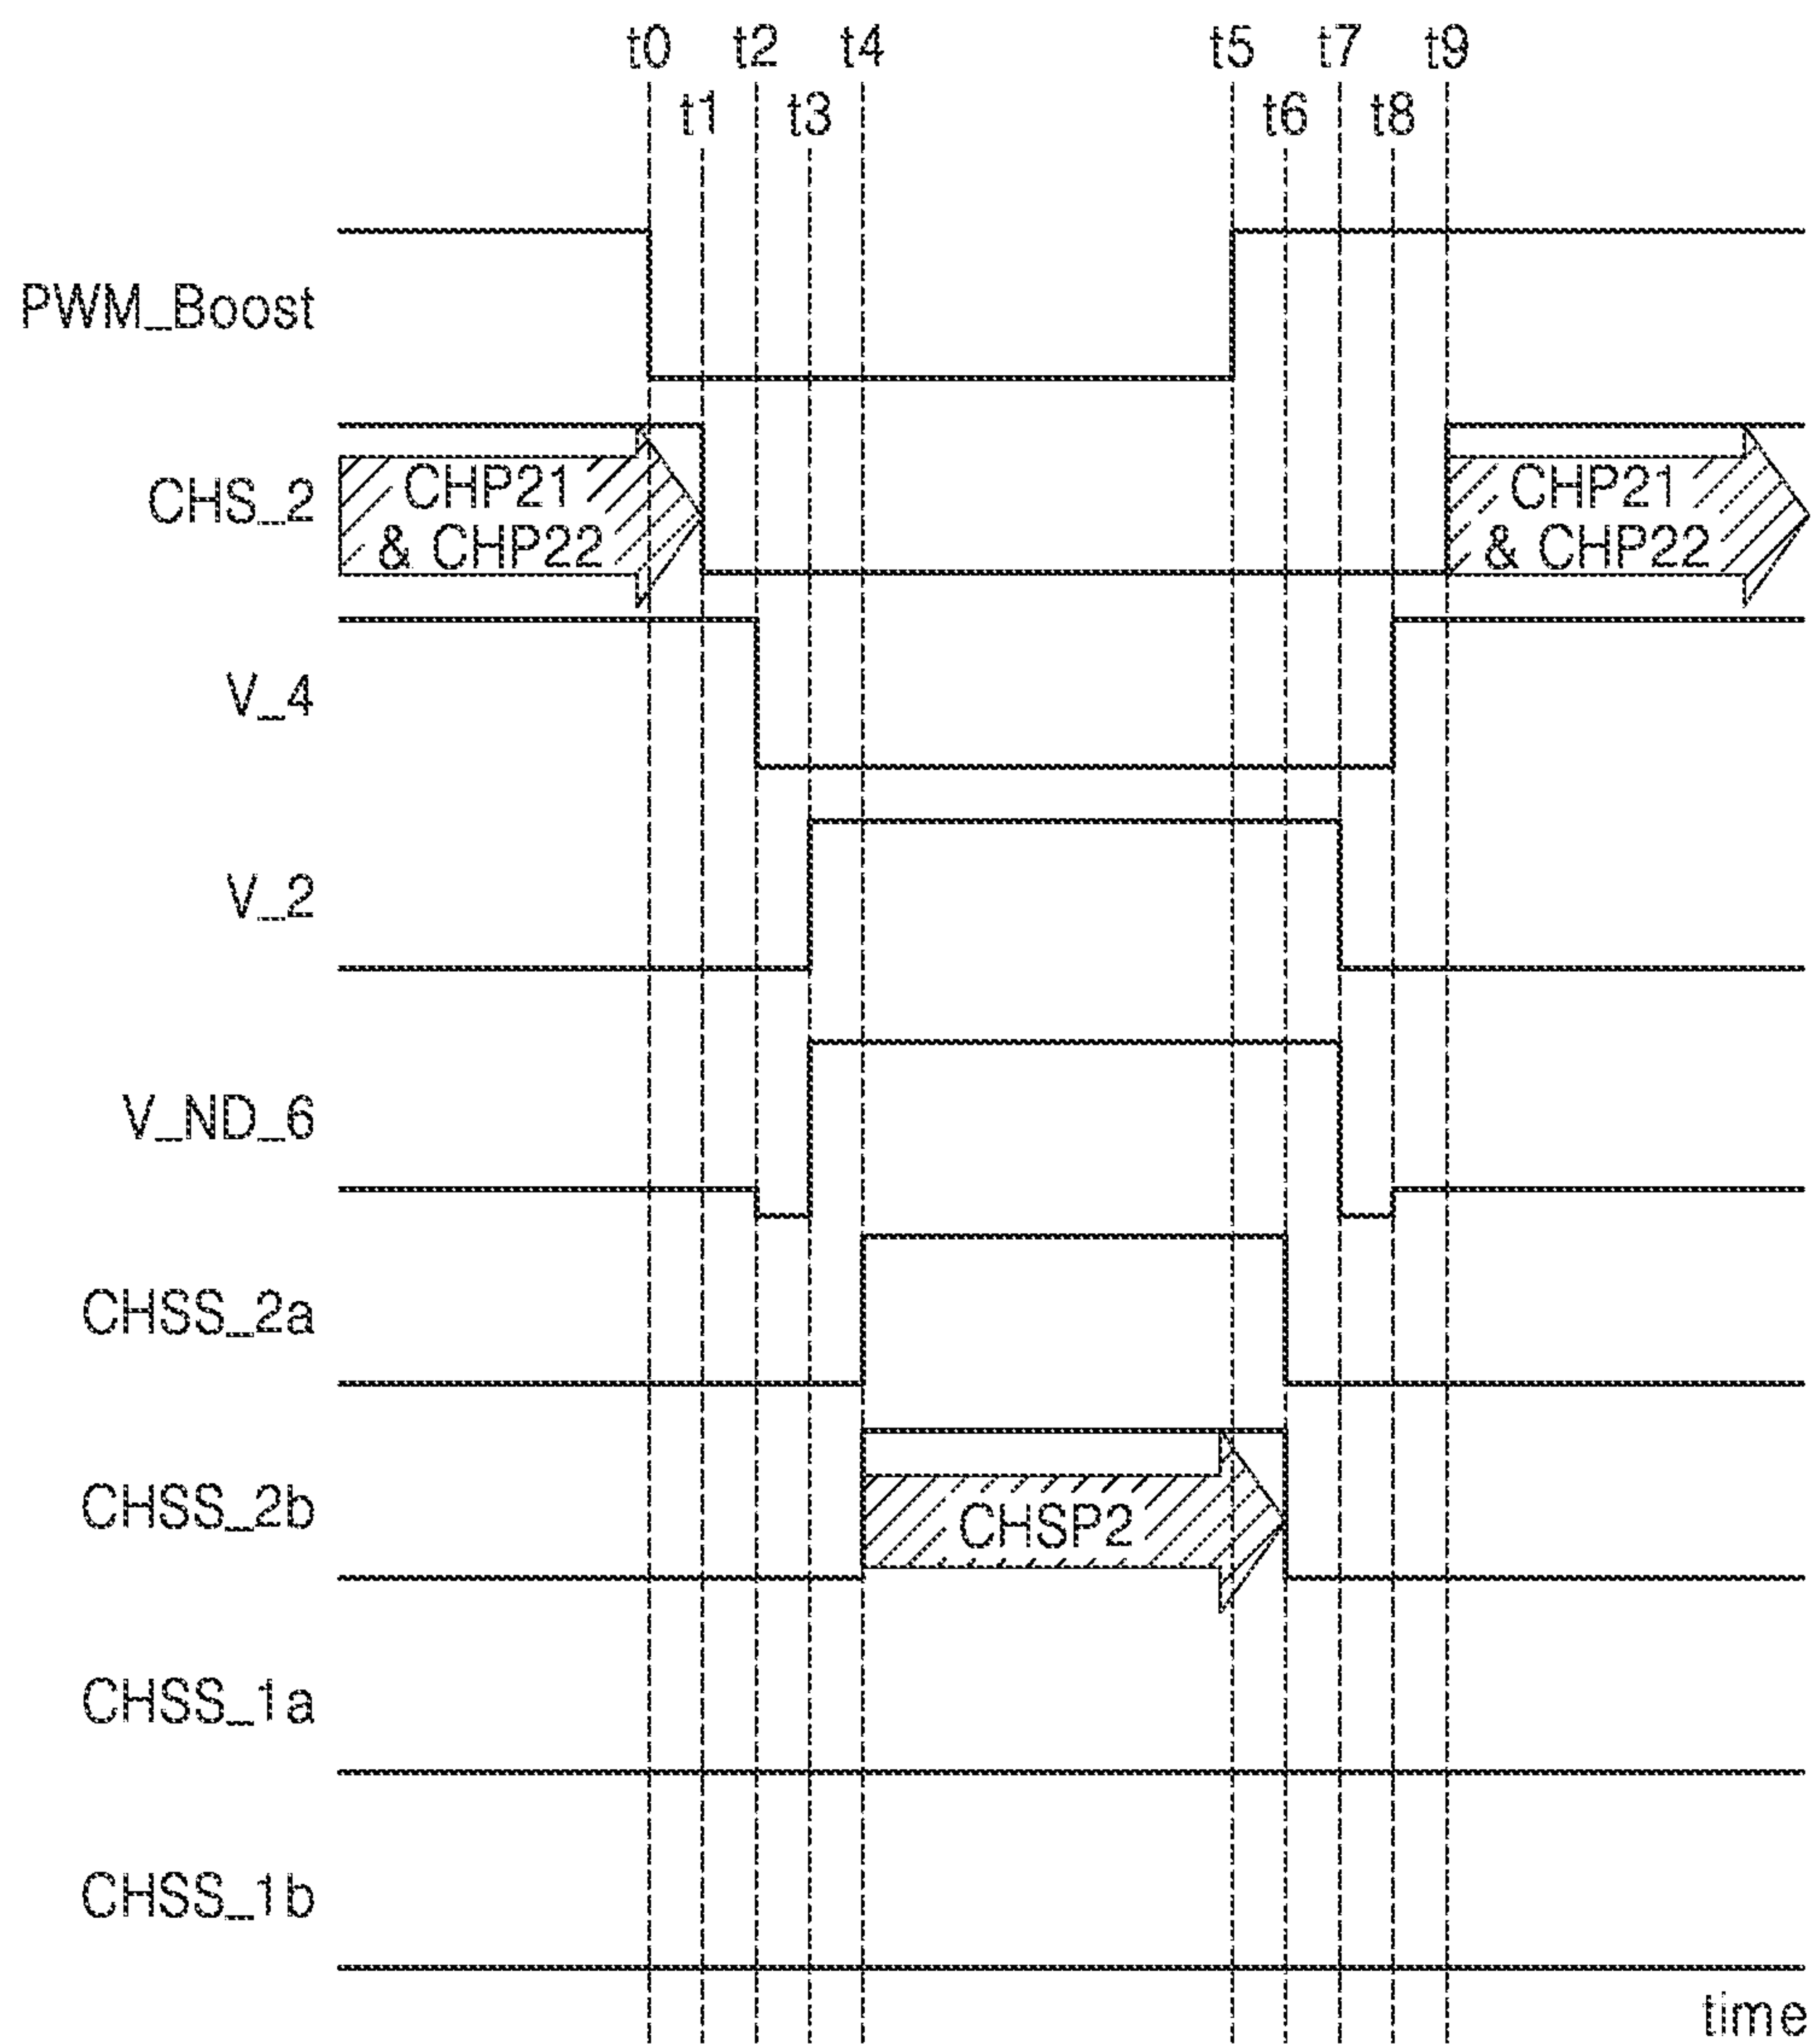 t0 t2 t4 t5 t7 t9
t1 t3 t6 t8
PWM_Boost
CHS_2
CHP21
& CHP22
CHP21
& CHP22
V_4
V_2
V_ND_6
CHSS_2a
CHSS_2b
CHSP2
CHSS_1a
CHSS_1b
time